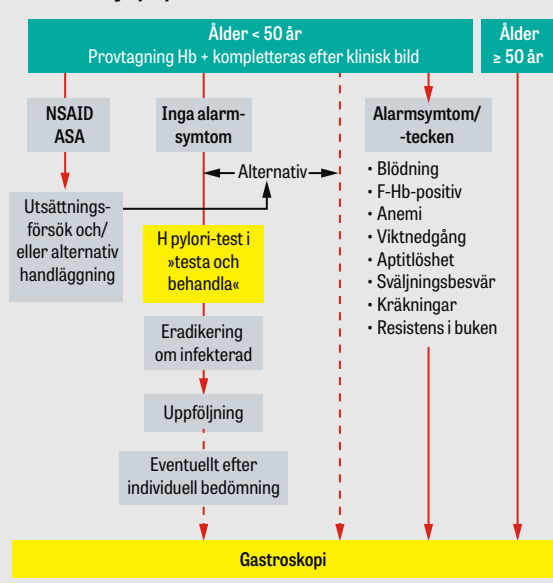 Ålder < 50 år
Provtagning Hb + kompletteras efter klinisk bild
Ålder
≥ 50 år
NSAID
ASA
Utsättnings-
försök och/
eller alternativ
handläggning
Inga alarm-
symtom
Alternativ
H pylori-test i
»testa och
behandla«
Eradikering
om infekterad
Uppföljning
Eventuellt efter
individuell bedömning
Alarmsymtom/
-tecken
• Blödning
• F-Hb-positiv
• Anemi
• Viktnedgång
• Aptitlöshet
• Sväljningsbesvär
• Kräkningar
• Resistens i buken
Gastroskopi